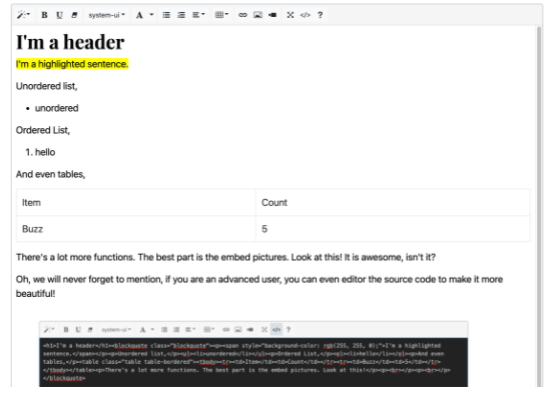 B U system-ui A ?
I'm a header
I'm a highlighted sentence.
Unordered list,
• unordered
Ordered List,
1. hello
And even tables,
Item Count
Buzz 5
There's a lot more functions. The best part is the embed pictures. Look at this! It is awesome, isn't it?
Oh, we will never forget to mention, if you are an advanced user, you can even editor the source code to make it more
beautiful!
B U system-ui A ?
<h1>I'm a header</h1><blockquote class="blockquote"><p><span style="background-color: rgb(255, 255, 0);">I'm a highlighted
sentence.</span></p><p>Unordered list,</p><ul><li>unordered</li></ul><p>Ordered List,</p><ol><li>hello</li></ol><p>And even
tables,</p><table class="table table-bordered"><tbody><tr><td>Item</td><td>Count</td></tr><tr><td>Buzz</td><td>5</td></tr>
</tbody></table><p>There's a lot more functions. The best part is the embed pictures. Look at this!</p><p><br></p><p><br></p>
</blockquote>